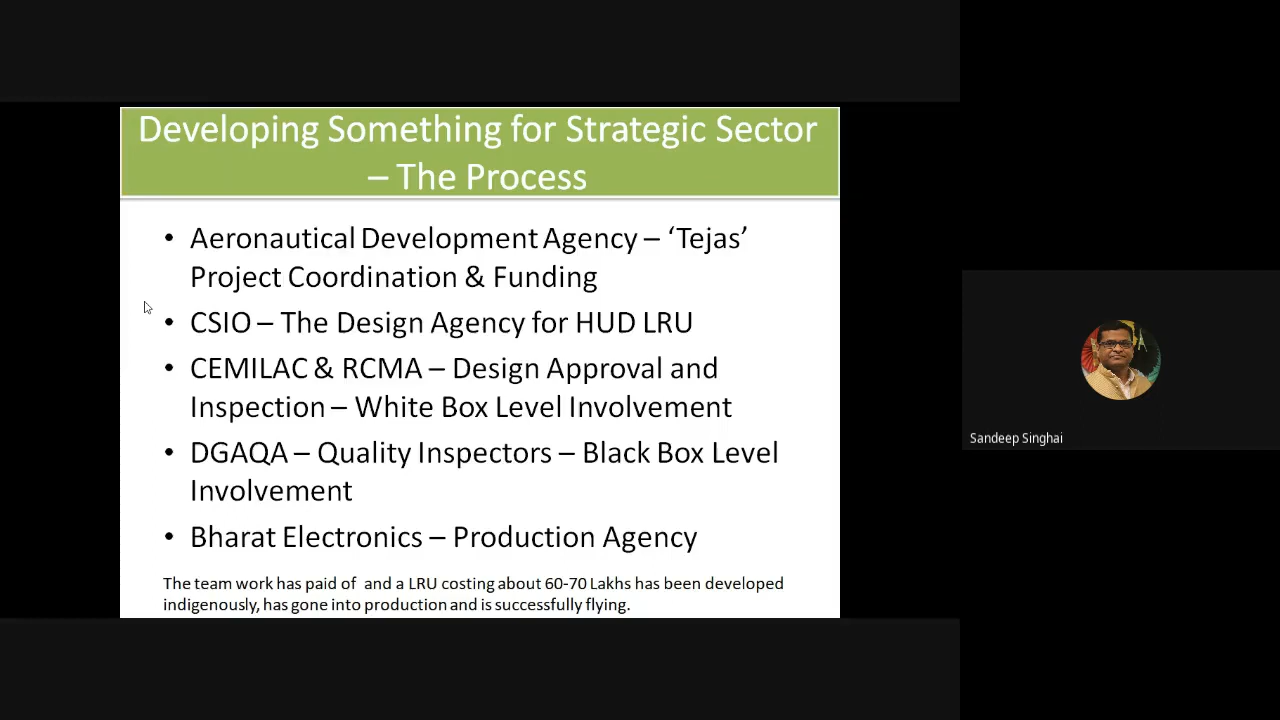 Developing Something for Strategic Sector
– The Process
• Aeronautical Development Agency – ‘Tejas’
Project Coordination & Funding
• CSIO – The Design Agency for HUD LRU
• CEMILAC & RCMA – Design Approval and
Inspection – White Box Level Involvement
• DGAQA – Quality Inspectors – Black Box Level
Involvement
• Bharat Electronics – Production Agency
The team work has paid of  and a LRU costing about 60-70 Lakhs has been developed
indigenously, has gone into production and is successfully flying.
Sandeep Singhai